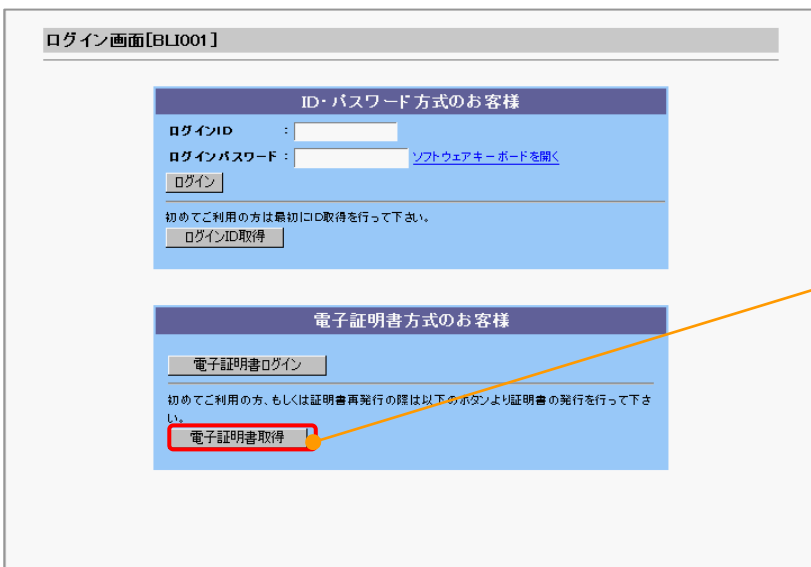 ログイン画面[BLI001]
ID・パスワード方式のお客様
ログインID :
ログインパスワード : ソフトウェアキーボードを開く
ログイン
初めてご利用の方は最初にID取得を行って下さい。
ログインID取得
電子証明書方式のお客様
電子証明書ログイン
初めてご利用の方、もしくは証明書再発行の際は以下のボタンより証明書の発行を行って下さ
い。
電子証明書取得